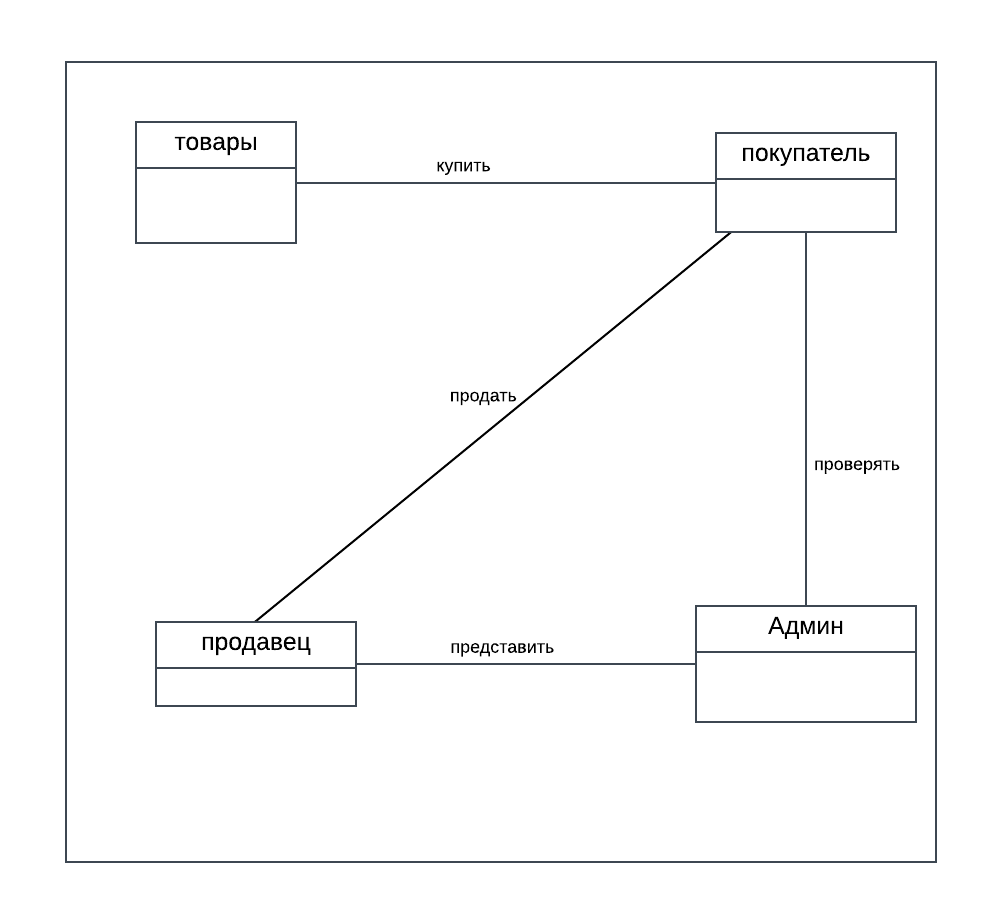 товары
покупатель
купить
продать
проверять
продавец
представить
Админ